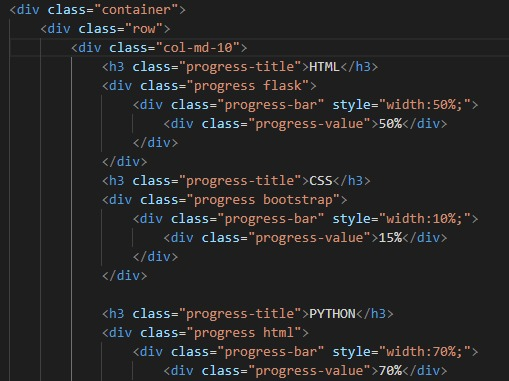 <div class="container">
<div class="row">
<div class="col-md-10">
<h3 class="progress-title">HTML</h3>
<div class="progress flask">
<div class="progress-bar" style="width:50%;">
<div class="progress-value">50%</div>
</div>
</div>
<h3 class="progress-title">CSS</h3>
<div class="progress bootstrap">
<div class="progress-bar" style="width:10%;">
<div class="progress-value">15%</div>
</div>
</div>
<h3 class="progress-title">PYTHON</h3>
<div class="progress html">
<div class="progress-bar" style="width:70%;">
<div class="progress-value">70%</div>